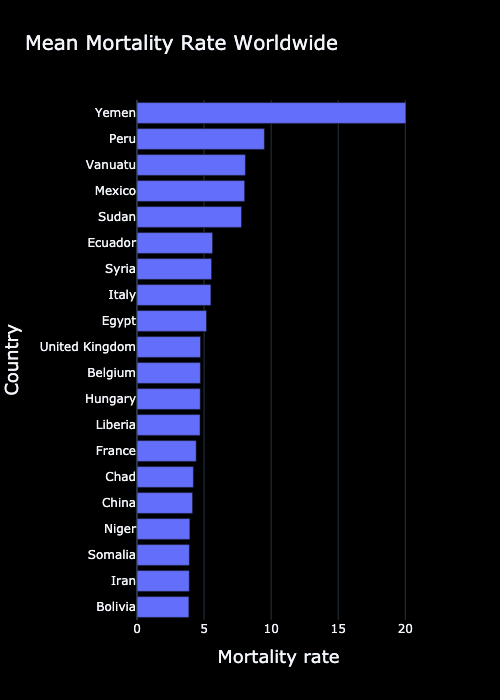 Mean Mortality Rate Worldwide
Yemen
Peru
Vanuatu
Mexico
Sudan
Ecuador
Syria
Italy
Egypt
United Kingdom
Belgium
Hungary
Liberia
France
Chad
China
Niger
Somalia
Iran
Bolivia
Country
0 5 10 15 20
Mortality rate